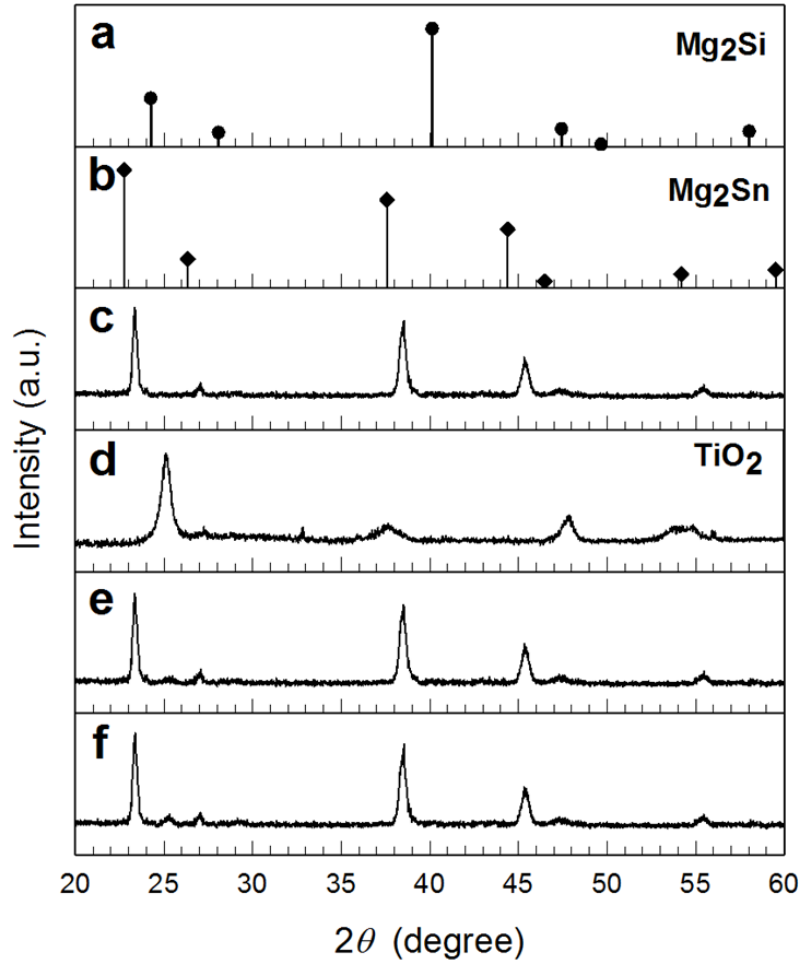 a Mg₂Si
b Mg₂Sn
c
d TiO₂
e
f
Intensity (a.u.)
20 25 30 35 40 45 50 55 60
2θ (degree)